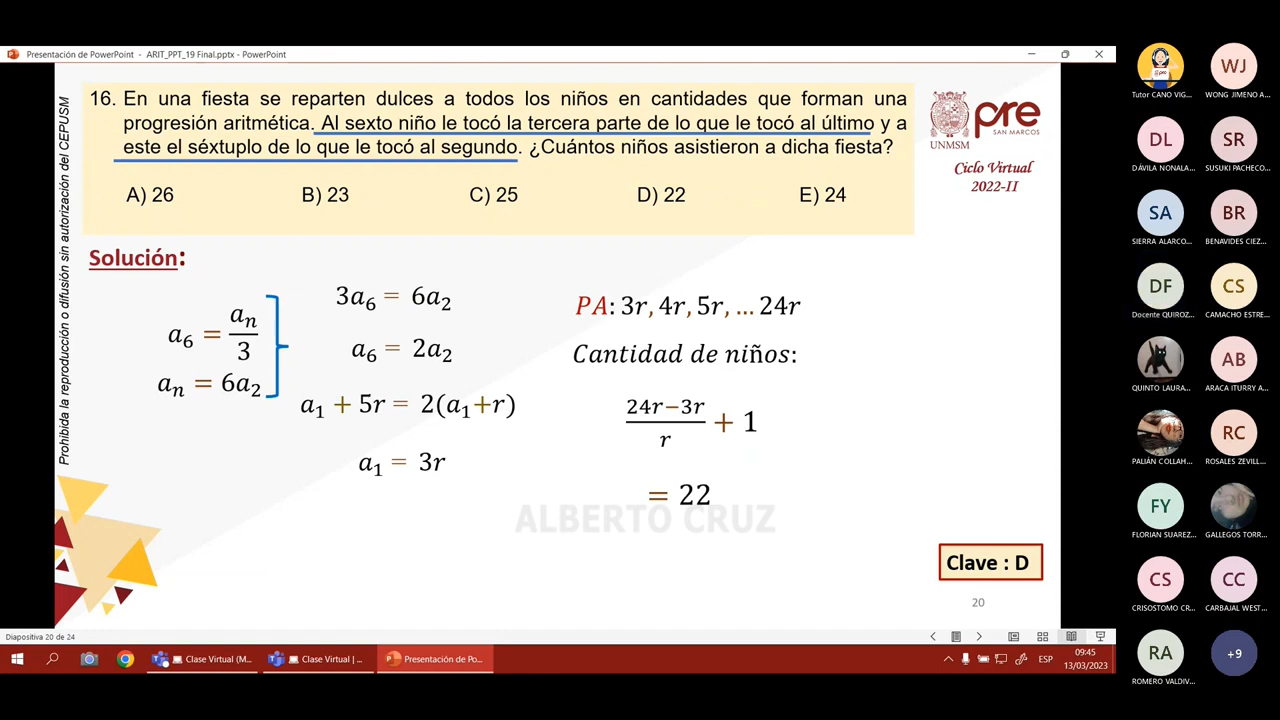 Presentación de PowerPoint - ARIT_PPT_19 Final.pptx - PowerPoint
Prohibida la reproducción o difusión sin autorización del CEPUSM
16. En una fiesta se reparten dulces a todos los niños en cantidades que forman una
progresión aritmética. Al sexto niño le tocó la tercera parte de lo que le tocó al último y a
este el séxtuplo de lo que le tocó al segundo. ¿Cuántos niños asistieron a dicha fiesta?
A) 26 B) 23 C) 25 D) 22 E) 24
UNMSM
pre
SAN MARCOS
Ciclo Virtual
2022-II
Solución:
a₆ = aₙ/3
aₙ = 6a₂
3a₆ = 6a₂
a₆ = 2a₂
a₁ + 5r = 2(a₁+r)
a₁ = 3r
PA: 3r, 4r, 5r, ... 24r
Cantidad de niños:
(24r−3r)/r + 1
= 22
ALBERTO CRUZ
Clave : D
20
Diapositiva 20 de 24
Clase Virtual (M...
Clase Virtual | ...
Presentación de Po...
ESP
09:45
13/03/2023
Tutor CANO VIG...
WJ
WONG JIMENO A...
DL
DÁVILA NONALA...
SR
SUSUKI PACHECO...
SA
SIERRA ALARCO...
BR
BENAVIDES CIEZ...
DF
Docente QUIROZ...
CS
CAMACHO ESTRE...
QUINTO LAURA...
AB
ARACA ITURRY A...
PALIÁN COLLAH...
RC
ROSALES ZEVILL...
FY
FLORIAN SUAREZ...
GALLEGOS TORR...
CS
CRISOSTOMO CR...
CC
CARBAJAL WEST...
RA
ROMERO VALDIV...
+9